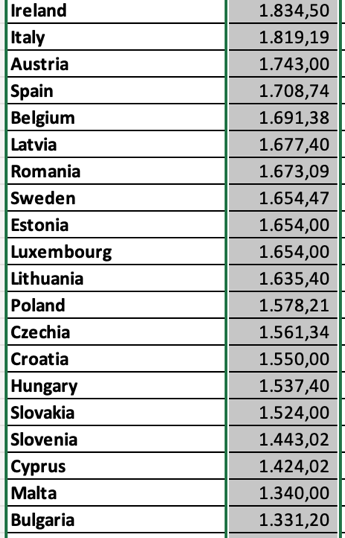 Ireland 1.834,50
Italy 1.819,19
Austria 1.743,00
Spain 1.708,74
Belgium 1.691,38
Latvia 1.677,40
Romania 1.673,09
Sweden 1.654,47
Estonia 1.654,00
Luxembourg 1.654,00
Lithuania 1.635,40
Poland 1.578,21
Czechia 1.561,34
Croatia 1.550,00
Hungary 1.537,40
Slovakia 1.524,00
Slovenia 1.443,02
Cyprus 1.424,02
Malta 1.340,00
Bulgaria 1.331,20